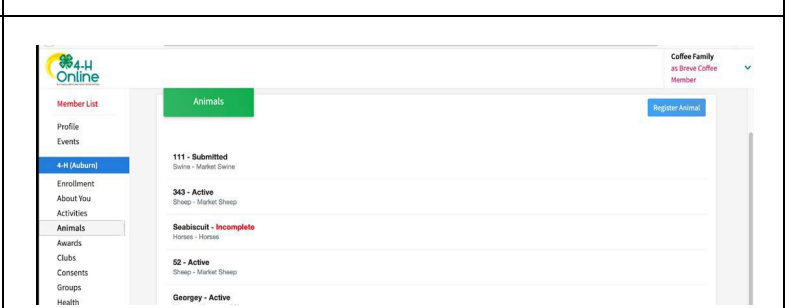 4-H
Online
Coffee Family
as Breve Coffee
Member
Member List
Profile
Events
4-H (Auburn)
Enrollment
About You
Activities
Animals
Awards
Clubs
Consents
Groups
Health
Animals
Register Animal
111 - Submitted
Swine - Market Swine
343 - Active
Sheep - Market Sheep
Seabiscuit - Incomplete
Horses - Horses
52 - Active
Sheep - Market Sheep
Georgey - Active